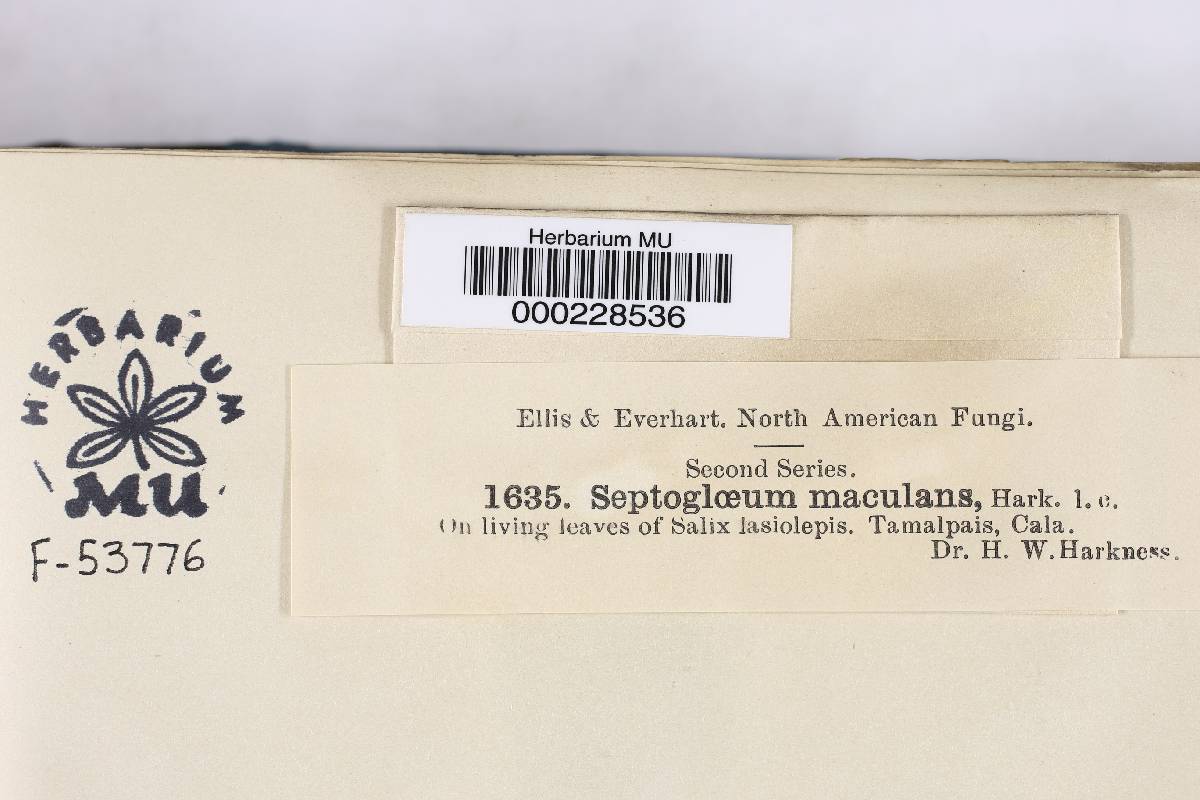 Herbarium MU
000228536
HERBARIUM
MU
F-53776
Ellis & Everhart. North American Fungi.
Second Series.
1635. Septoglœum maculans, Hark. l. c.
On living leaves of Salix lasiolepis. Tamalpais, Cala.
Dr. H. W. Harkness.